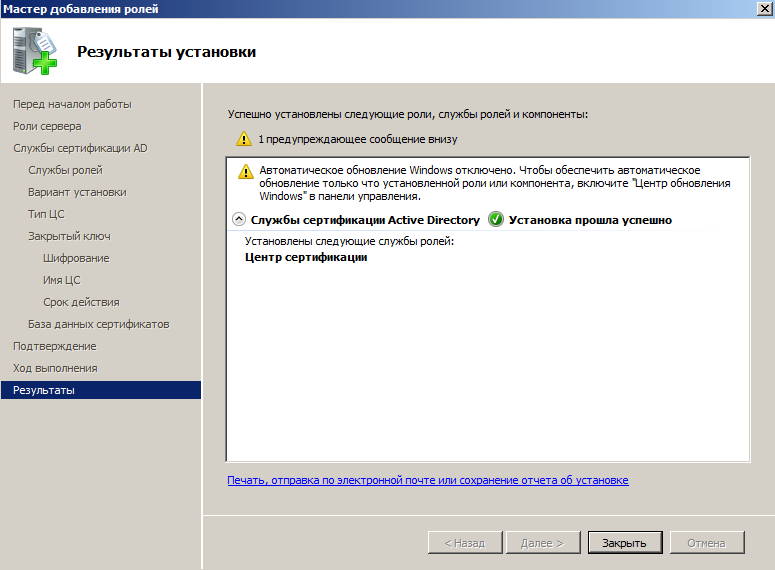 Мастер добавления ролей
Результаты установки
Перед началом работы
Роли сервера
Службы сертификации AD
Службы ролей
Вариант установки
Тип ЦС
Закрытый ключ
Шифрование
Имя ЦС
Срок действия
База данных сертификатов
Подтверждение
Ход выполнения
Результаты
Успешно установлены следующие роли, службы ролей и компоненты:
1 предупреждающее сообщение внизу
Автоматическое обновление Windows отключено. Чтобы обеспечить автоматическое
обновление только что установленной роли или компонента, включите "Центр обновления
Windows" в панели управления.
Службы сертификации Active Directory Установка прошла успешно
Установлены следующие службы ролей:
Центр сертификации
Печать, отправка по электронной почте или сохранение отчета об установке
< Назад Далее > Закрыть Отмена